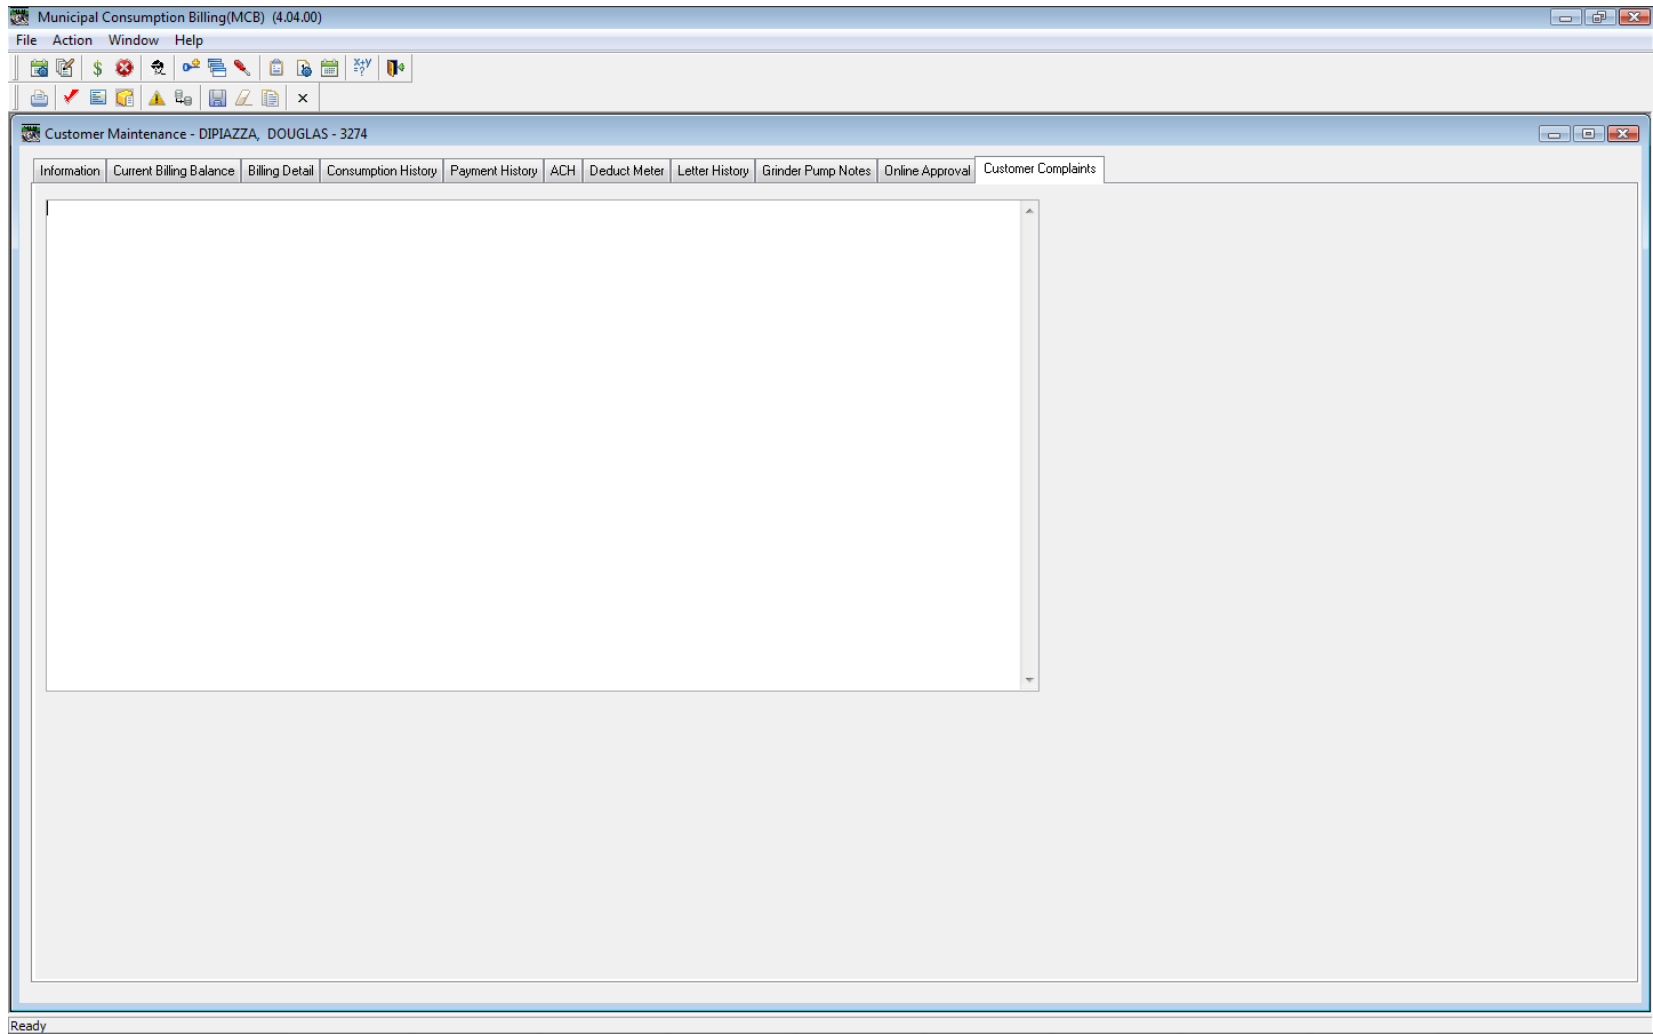 Municipal Consumption Billing(MCB)  (4.04.00)
File Action Window Help
Customer Maintenance - DIPIAZZA,  DOUGLAS - 3274
Information Current Billing Balance Billing Detail Consumption History Payment History ACH Deduct Meter Letter History Grinder Pump Notes Online Approval Customer Complaints
Ready